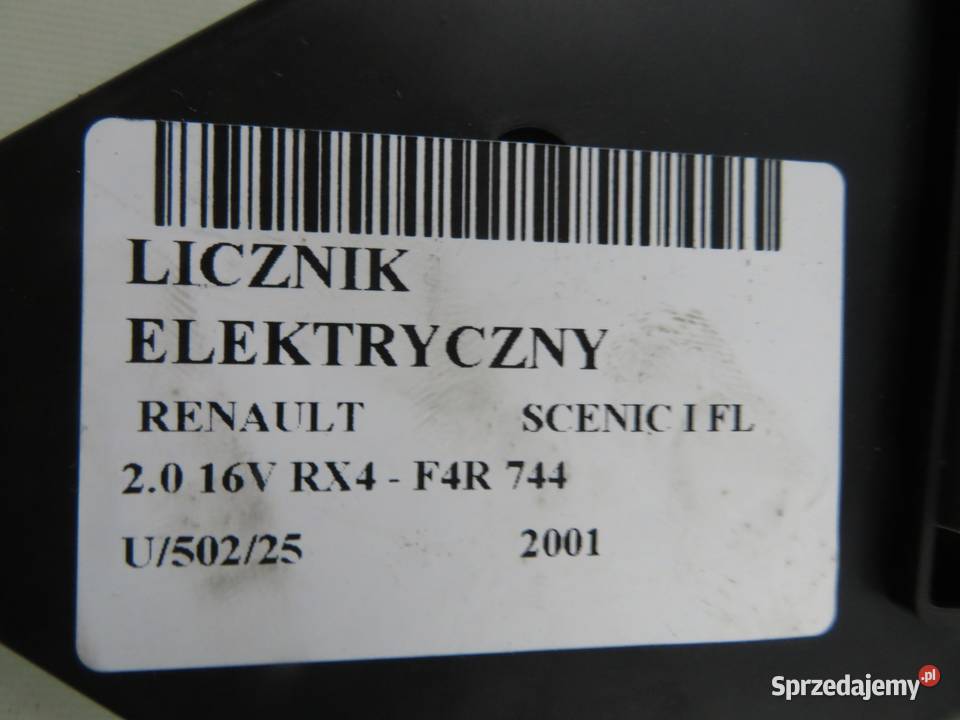 LICZNIK
ELEKTRYCZNY
RENAULT SCENIC I FL
2.0 16V RX4 - F4R 744
U/502/25 2001
Sprzedajemy.pl